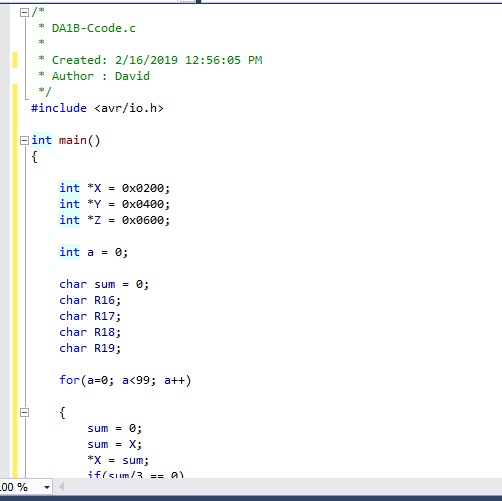 /*
* DA1B-Ccode.c
*
* Created: 2/16/2019 12:56:05 PM
* Author : David
*/
#include <avr/io.h>
int main()
{
int *X = 0x0200;
int *Y = 0x0400;
int *Z = 0x0600;
int a = 0;
char sum = 0;
char R16;
char R17;
char R18;
char R19;
for(a=0; a<99; a++)
{
sum = 0;
sum = X;
*X = sum;
if(sum/3 == 0)
.00 %